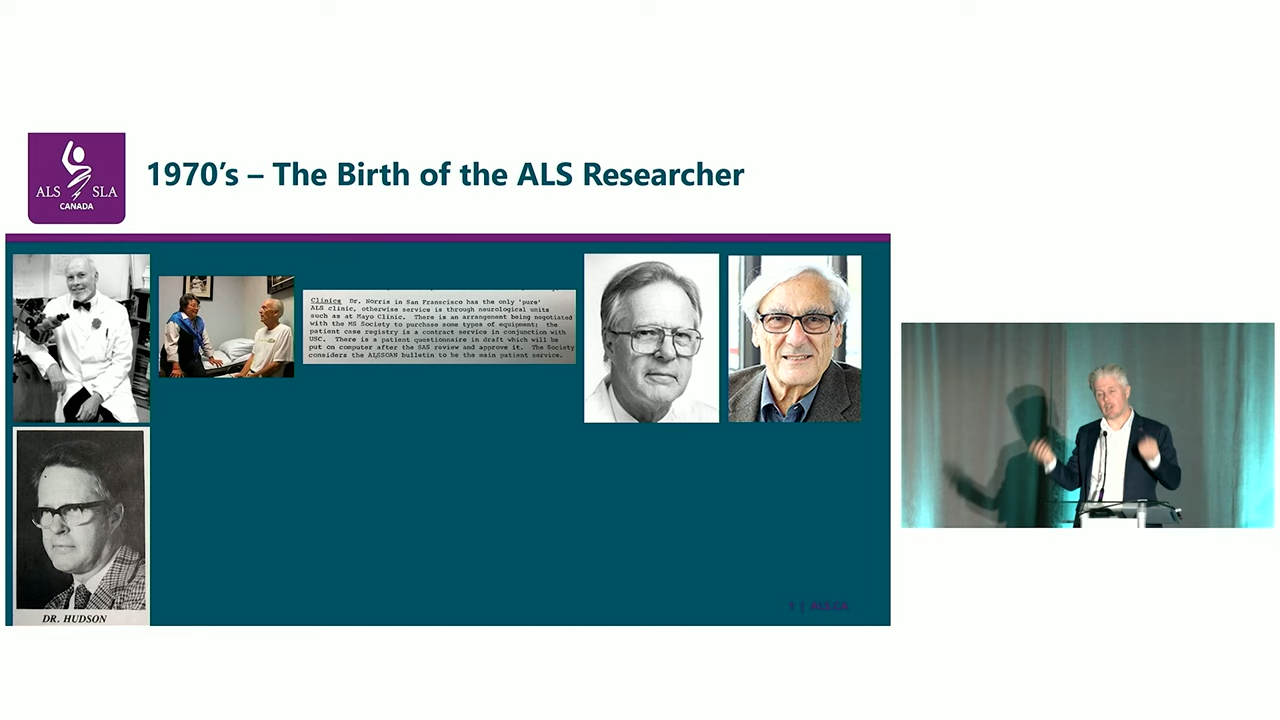 ALS SLA
CANADA
1970's – The Birth of the ALS Researcher
Clinics Dr. Norris in San Franscisco has the only 'pure'
ALS clinic, otherwise service is through neurological units
such as at Mayo Clinic. There is an arrangement being negotiated
with the MS Society to purchase some types of equipment; the
patient case registry is a contract service in conjunction with
USC. There is a patient questionnaire in draft which will be
put on computer after the SAS review and approve it. The Society
considers the ALSSOAN bulletin to be the main patient service.
DR. HUDSON
| ALS.CA